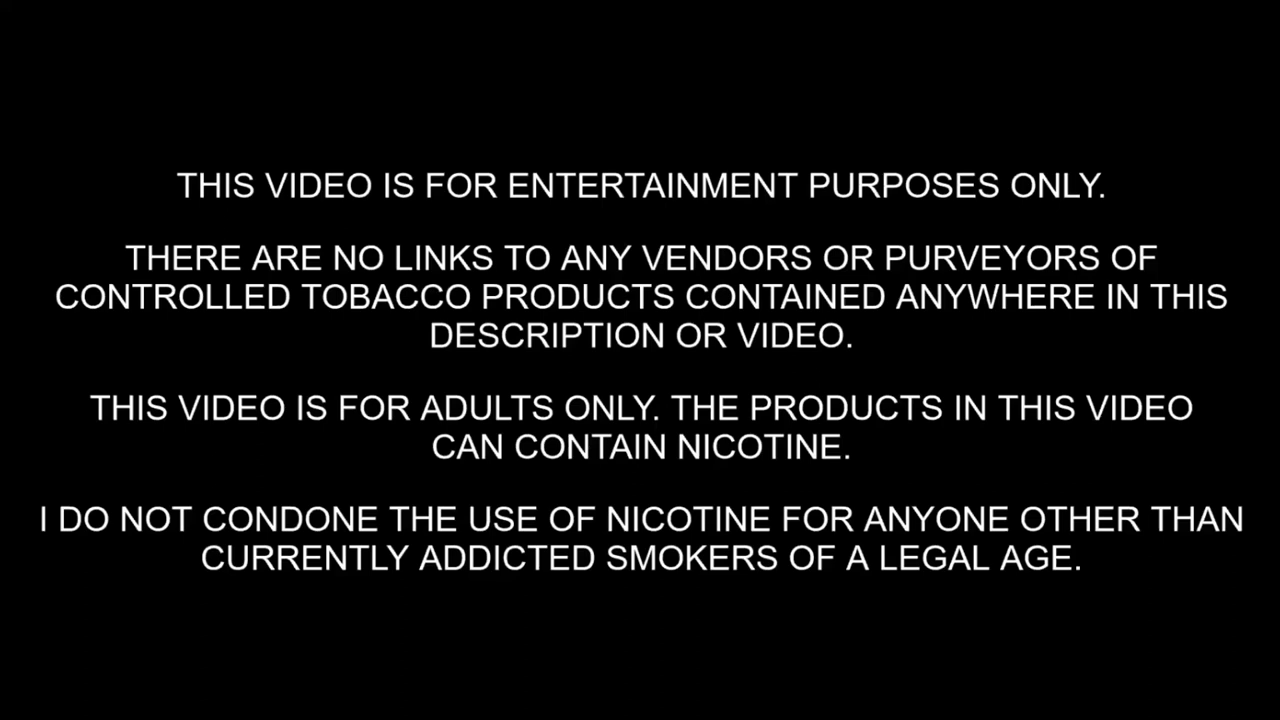 THIS VIDEO IS FOR ENTERTAINMENT PURPOSES ONLY.
THERE ARE NO LINKS TO ANY VENDORS OR PURVEYORS OF
CONTROLLED TOBACCO PRODUCTS CONTAINED ANYWHERE IN THIS
DESCRIPTION OR VIDEO.
THIS VIDEO IS FOR ADULTS ONLY. THE PRODUCTS IN THIS VIDEO
CAN CONTAIN NICOTINE.
I DO NOT CONDONE THE USE OF NICOTINE FOR ANYONE OTHER THAN
CURRENTLY ADDICTED SMOKERS OF A LEGAL AGE.